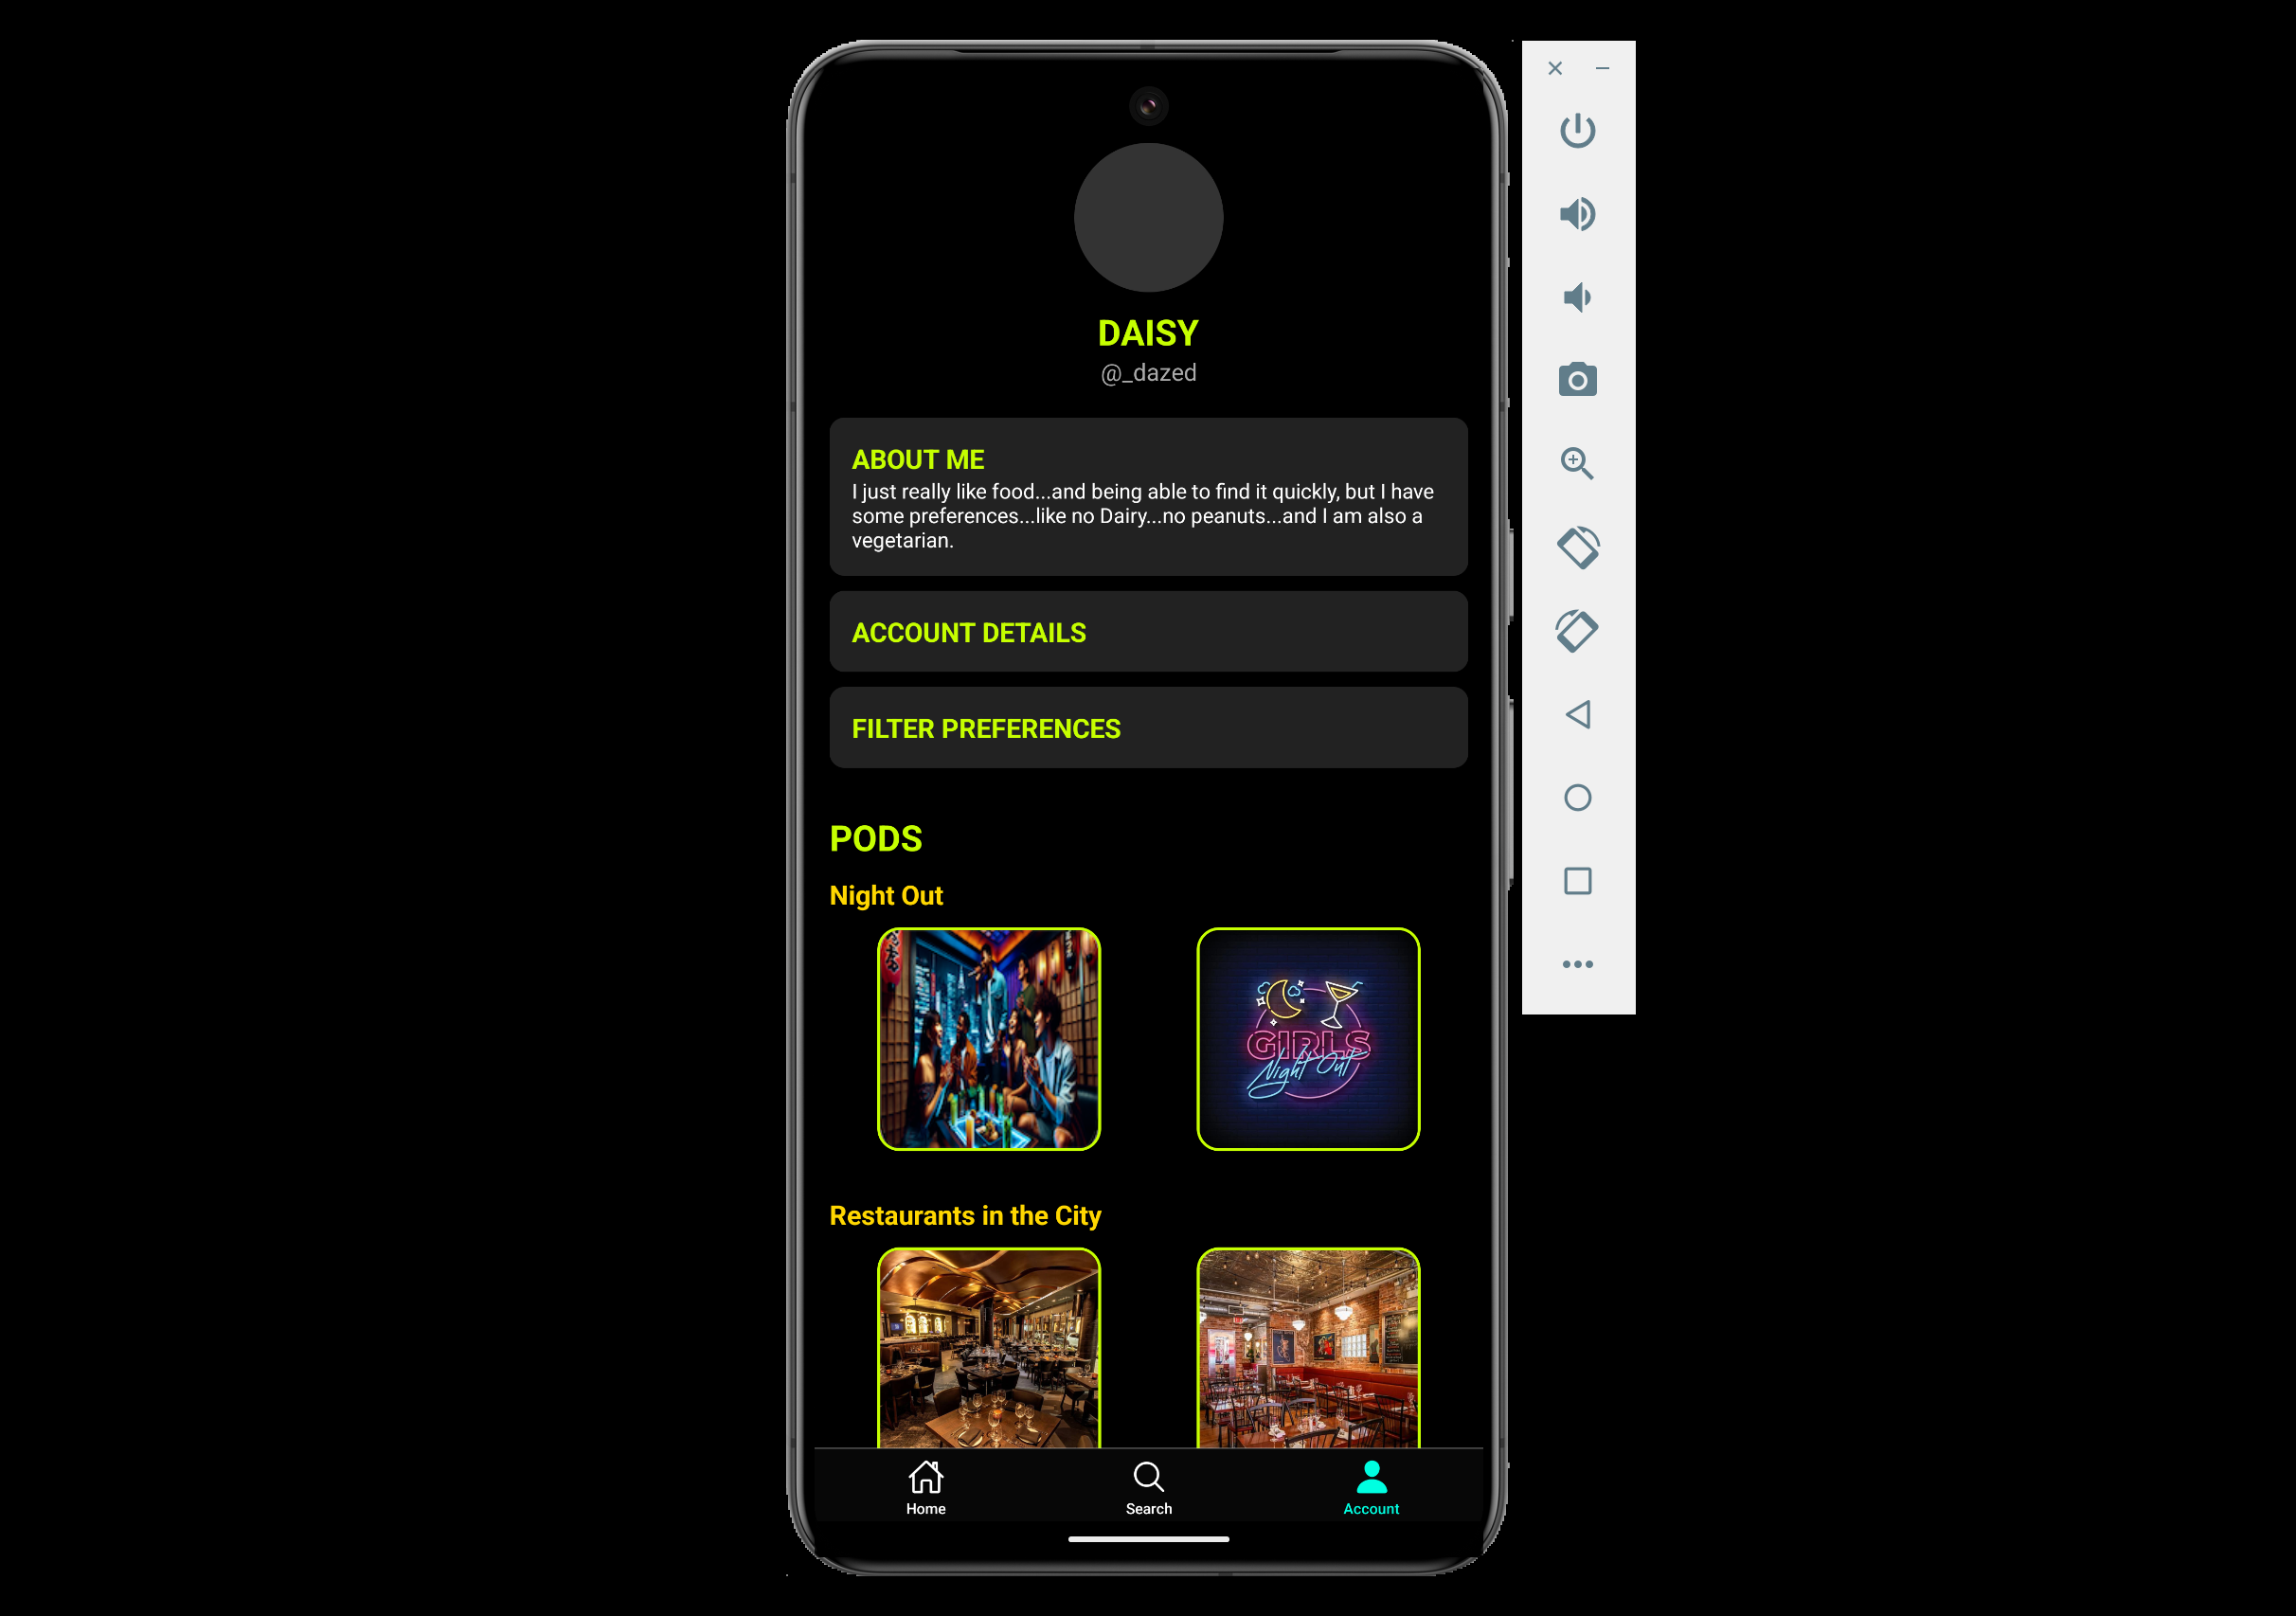 DAISY
@_dazed
ABOUT ME
I just really like food...and being able to find it quickly, but I have
some preferences...like no Dairy...no peanuts...and I am also a
vegetarian.
ACCOUNT DETAILS
FILTER PREFERENCES
PODS
Night Out
GIRLS
Night Out
Restaurants in the City
Home
Search
Account